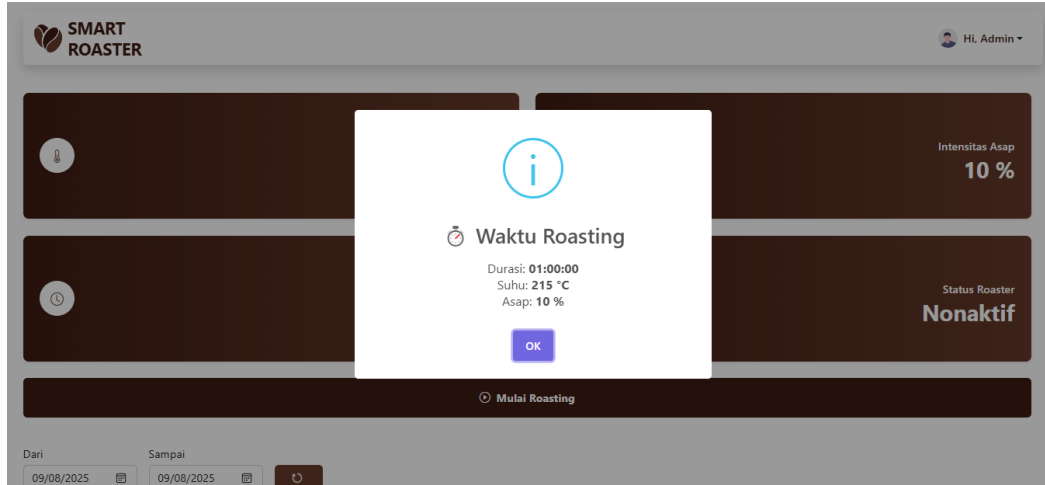 SMART
ROASTER
Hi, Admin
Intensitas Asap
10 %
i
Waktu Roasting
Durasi: 01:00:00
Suhu: 215 °C
Asap: 10 %
OK
Status Roaster
Nonaktif
Mulai Roasting
Dari
Sampai
09/08/2025
09/08/2025